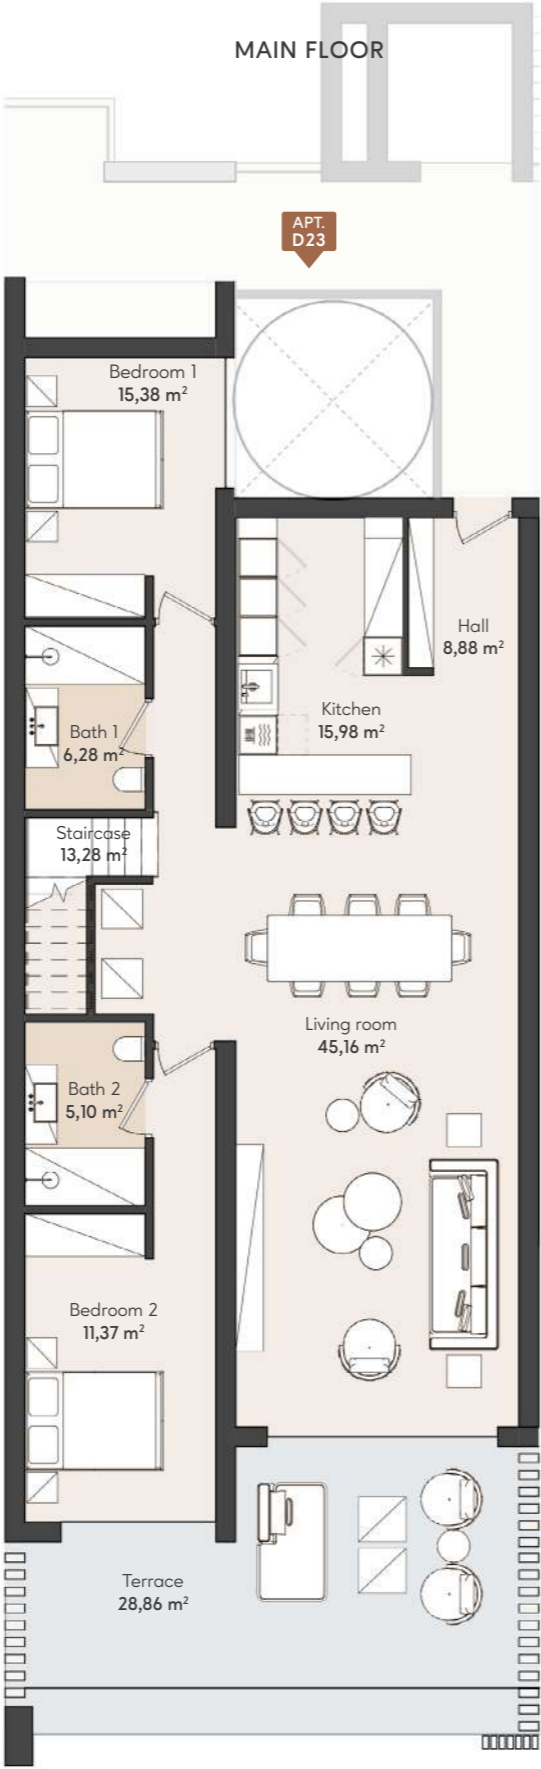 MAIN FLOOR
APT.
D23
Bedroom 1
15,38 m²
Hall
8,88 m²
Kitchen
15,98 m²
Bath 1
6,28 m²
Staircase
13,28 m²
Living room
45,16 m²
Bath 2
5,10 m²
Bedroom 2
11,37 m²
Terrace
28,86 m²